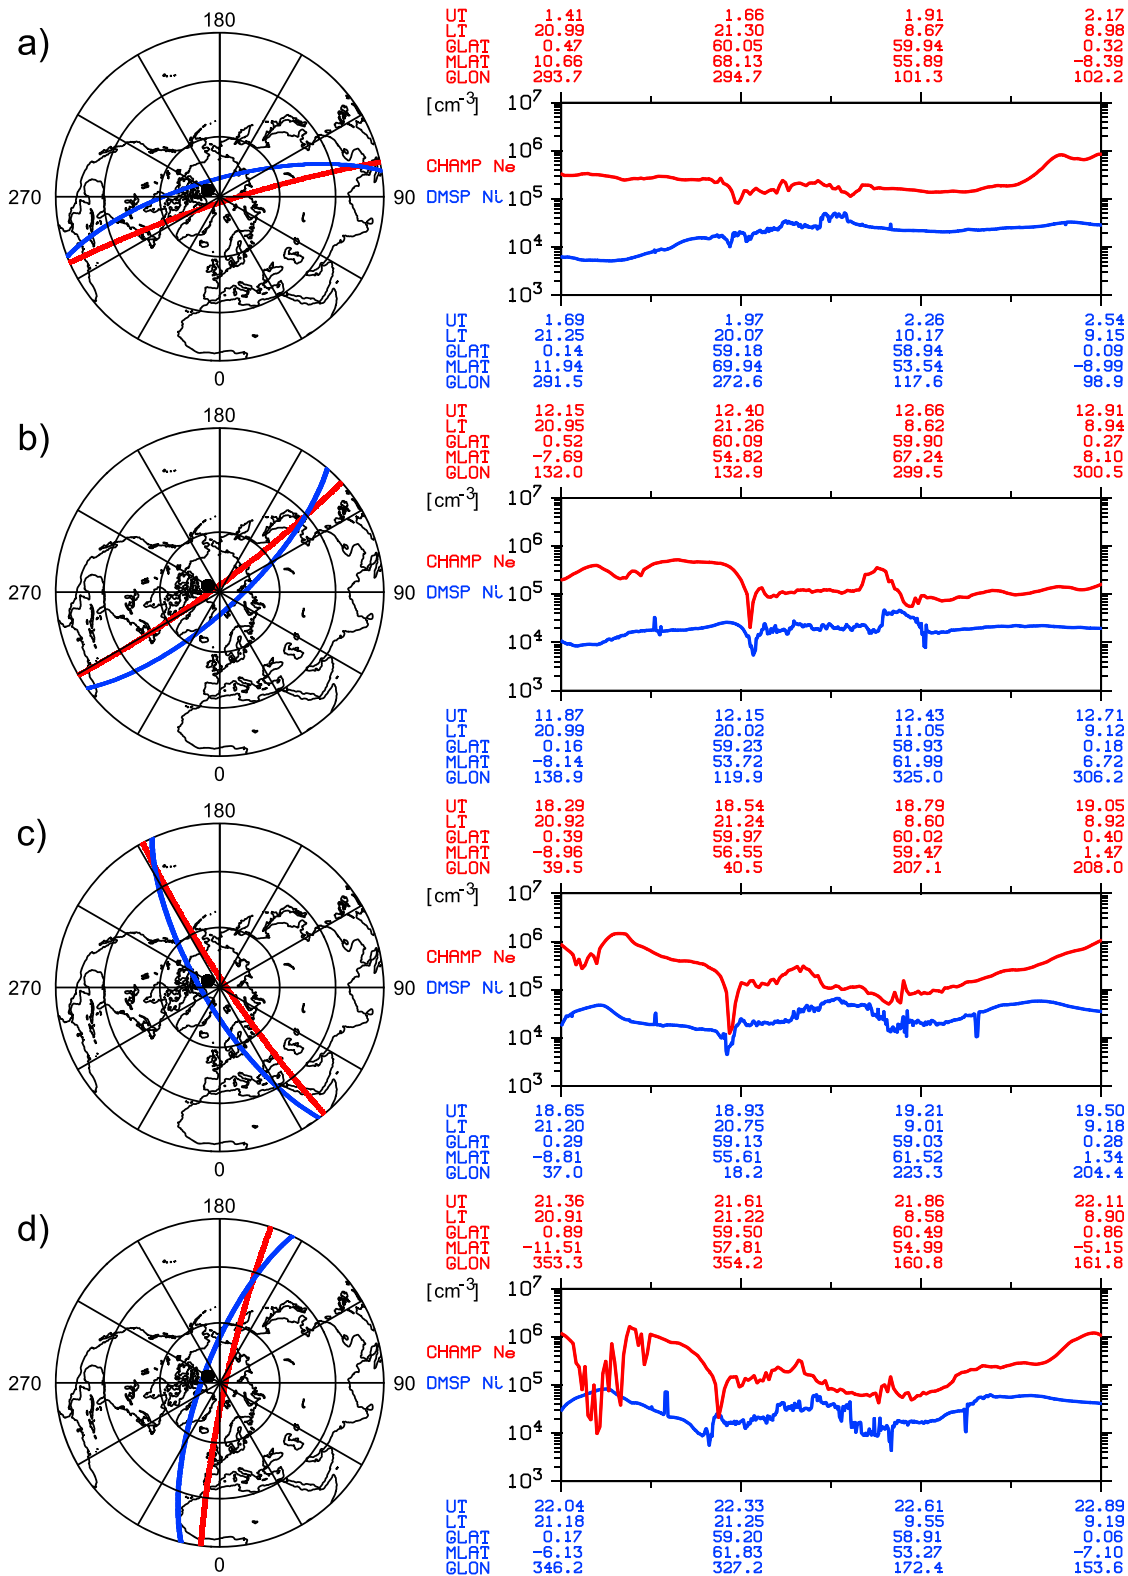 a)
180
270
90
0
UT 1.41 1.66 1.91 2.17
LT 20.99 21.30 8.67 8.98
GLAT 0.47 60.05 59.94 0.32
MLAT 10.66 68.13 55.89 -8.39
GLON 293.7 294.7 101.3 102.2
[cm-3]
10^7
10^6
CHAMP Ne
10^5
DMSP Ni
10^4
10^3
UT 1.69 1.97 2.26 2.54
LT 21.25 20.07 10.17 9.15
GLAT 0.14 59.18 58.94 0.09
MLAT 11.94 69.94 53.54 -8.99
GLON 291.5 272.6 117.6 98.9
b)
180
270
90
0
UT 12.15 12.40 12.66 12.91
LT 20.95 21.26 8.62 8.94
GLAT 0.52 60.09 59.90 0.27
MLAT -7.69 54.82 67.24 8.10
GLON 132.0 132.9 299.5 300.5
[cm-3]
10^7
10^6
CHAMP Ne
10^5
DMSP Ni
10^4
10^3
UT 11.87 12.15 12.43 12.71
LT 20.99 20.02 11.05 9.12
GLAT 0.16 59.23 58.93 0.18
MLAT -8.14 53.72 61.99 6.72
GLON 138.9 119.9 325.0 306.2
c)
180
270
90
0
UT 18.29 18.54 18.79 19.05
LT 20.92 21.24 8.60 8.92
GLAT 0.39 59.97 60.02 0.40
MLAT -8.96 56.55 59.47 1.47
GLON 39.5 40.5 207.1 208.0
[cm-3]
10^7
10^6
CHAMP Ne
10^5
DMSP Ni
10^4
10^3
UT 18.65 18.93 19.21 19.50
LT 21.20 20.75 9.01 9.18
GLAT 0.29 59.13 59.03 0.28
MLAT -8.81 55.61 61.52 1.34
GLON 37.0 18.2 223.3 204.4
d)
180
270
90
0
UT 21.36 21.61 21.86 22.11
LT 20.91 21.22 8.58 8.90
GLAT 0.89 59.50 60.49 0.86
MLAT -11.51 57.81 54.99 -5.15
GLON 353.3 354.2 160.8 161.8
[cm-3]
10^7
10^6
CHAMP Ne
10^5
DMSP Ni
10^4
10^3
UT 22.04 22.33 22.61 22.89
LT 21.18 21.25 9.55 9.19
GLAT 0.17 59.20 58.91 0.06
MLAT -6.13 61.83 53.27 -7.10
GLON 346.2 327.2 172.4 153.6